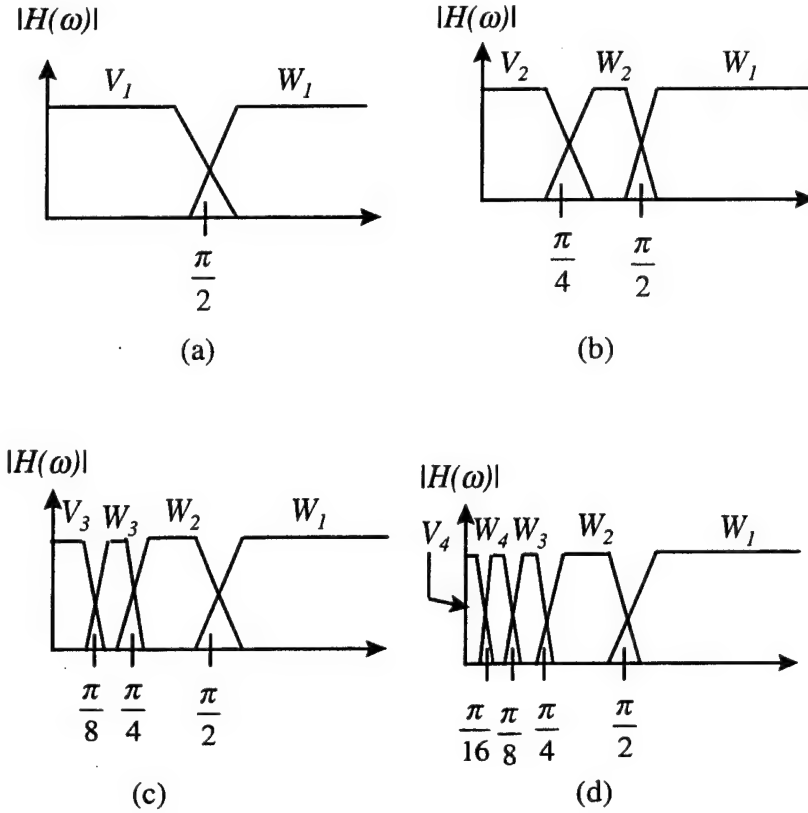 |H(ω)|
V₁ W₁
π/2
(a)
|H(ω)|
V₂ W₂ W₁
π/4 π/2
(b)
|H(ω)|
V₃ W₃ W₂ W₁
π/8 π/4 π/2
(c)
|H(ω)|
V₄ W₄ W₃ W₂ W₁
π/16 π/8 π/4 π/2
(d)